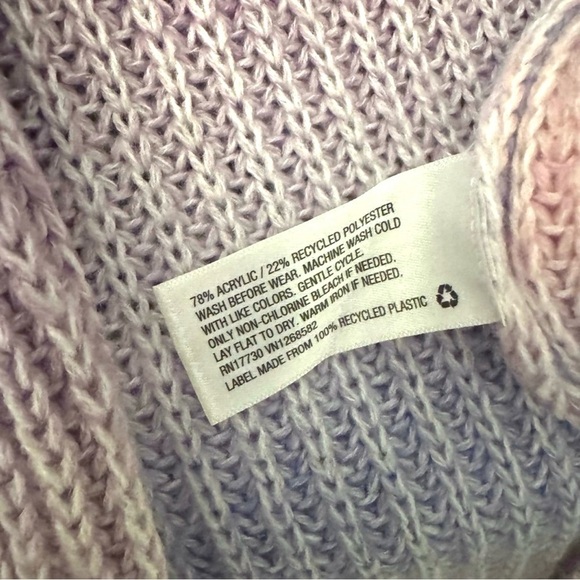 78% ACRYLIC / 22% RECYCLED POLYESTER
WASH BEFORE WEAR. MACHINE WASH COLD
WITH LIKE COLORS. GENTLE CYCLE.
ONLY NON-CHLORINE BLEACH IF NEEDED.
LAY FLAT TO DRY. WARM IRON IF NEEDED.
RN17730 VN1268582
LABEL MADE FROM 100% RECYCLED PLASTIC